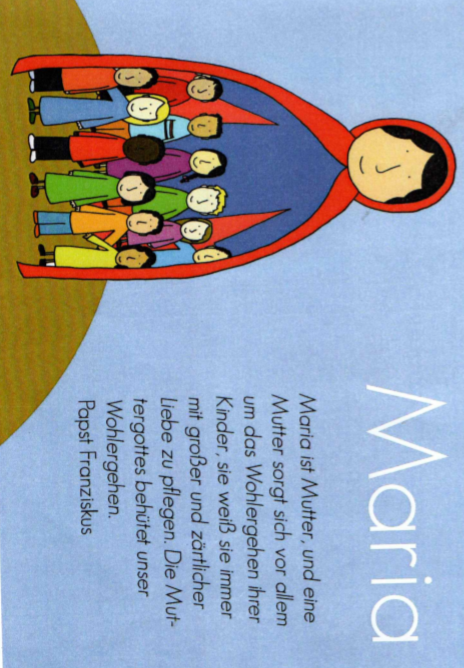 Maria
Maria ist Mutter, und eine
Mutter sorgt sich vor allem
um das Wohlergehen ihrer
Kinder, sie weiß sie immer
mit großer und zärtlicher
Liebe zu pflegen. Die Mut-
tergottes behütet unser
Wohlergehen.
Papst Franziskus